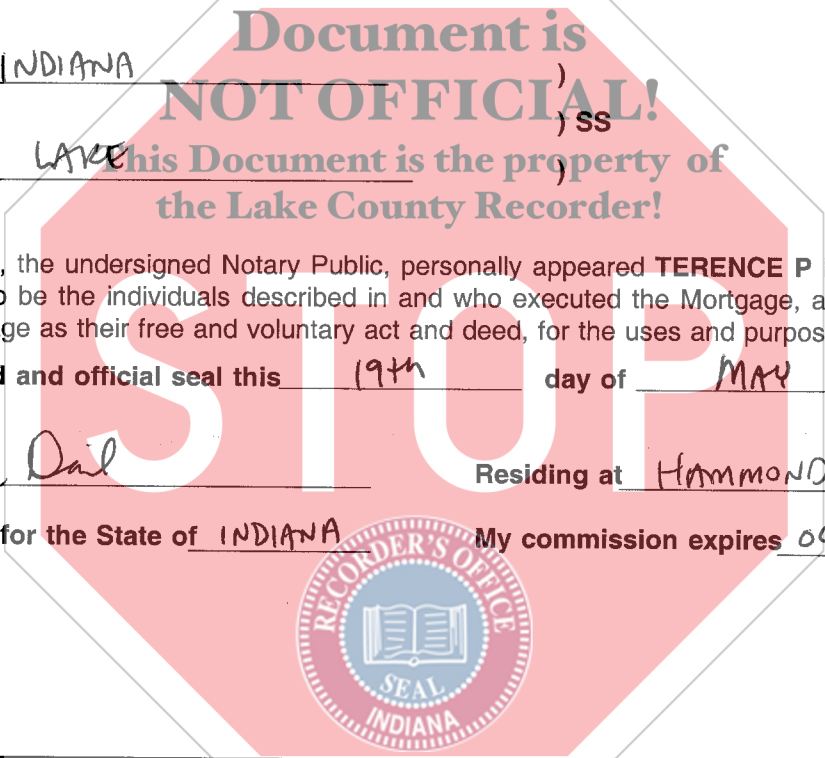 Document is
INDIANA )
NOT OFFICIAL!
) SS
LAKE )
This Document is the property of
the Lake County Recorder!
, the undersigned Notary Public, personally appeared TERENCE P
be the individuals described in and who executed the Mortgage, a
ge as their free and voluntary act and deed, for the uses and purpos
and official seal this 19th day of MAY
STOP
Residing at HAMMOND
for the State of INDIANA My commission expires
RECORDER'S OFFICE
SEAL
INDIANA